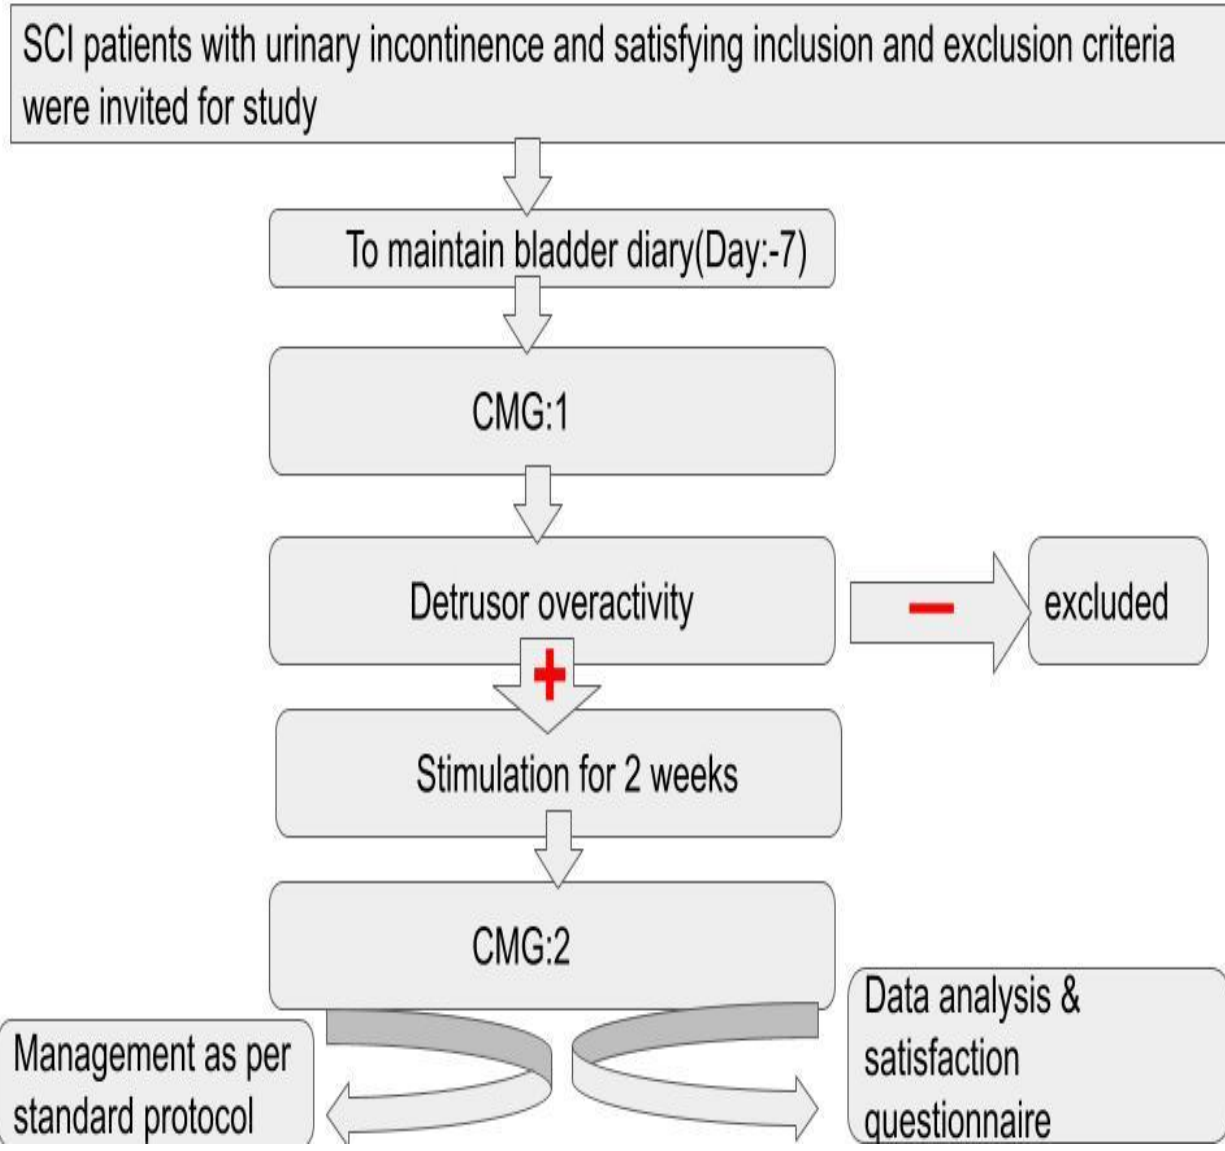 SCI patients with urinary incontinence and satisfying inclusion and exclusion criteria
were invited for study
To maintain bladder diary(Day:-7)
CMG:1
Detrusor overactivity
−
excluded
+
Stimulation for 2 weeks
CMG:2
Management as per
standard protocol
Data analysis &
satisfaction
questionnaire